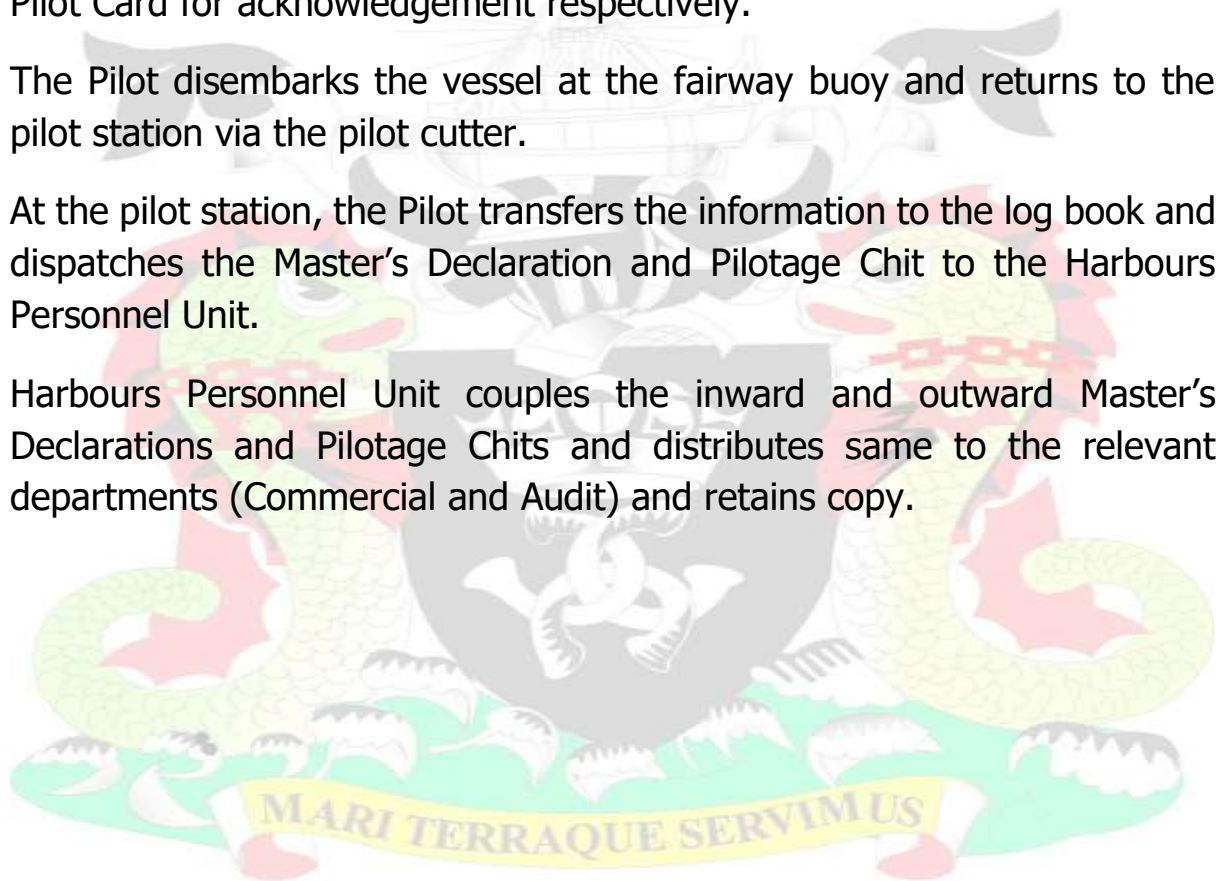 Pilot Card for acknowledgement respectively.
The Pilot disembarks the vessel at the fairway buoy and returns to the
pilot station via the pilot cutter.
At the pilot station, the Pilot transfers the information to the log book and
dispatches the Master’s Declaration and Pilotage Chit to the Harbours
Personnel Unit.
Harbours Personnel Unit couples the inward and outward Master’s
Declarations and Pilotage Chits and distributes same to the relevant
departments (Commercial and Audit) and retains copy.
MARI TERRAQUE SERVIMUS